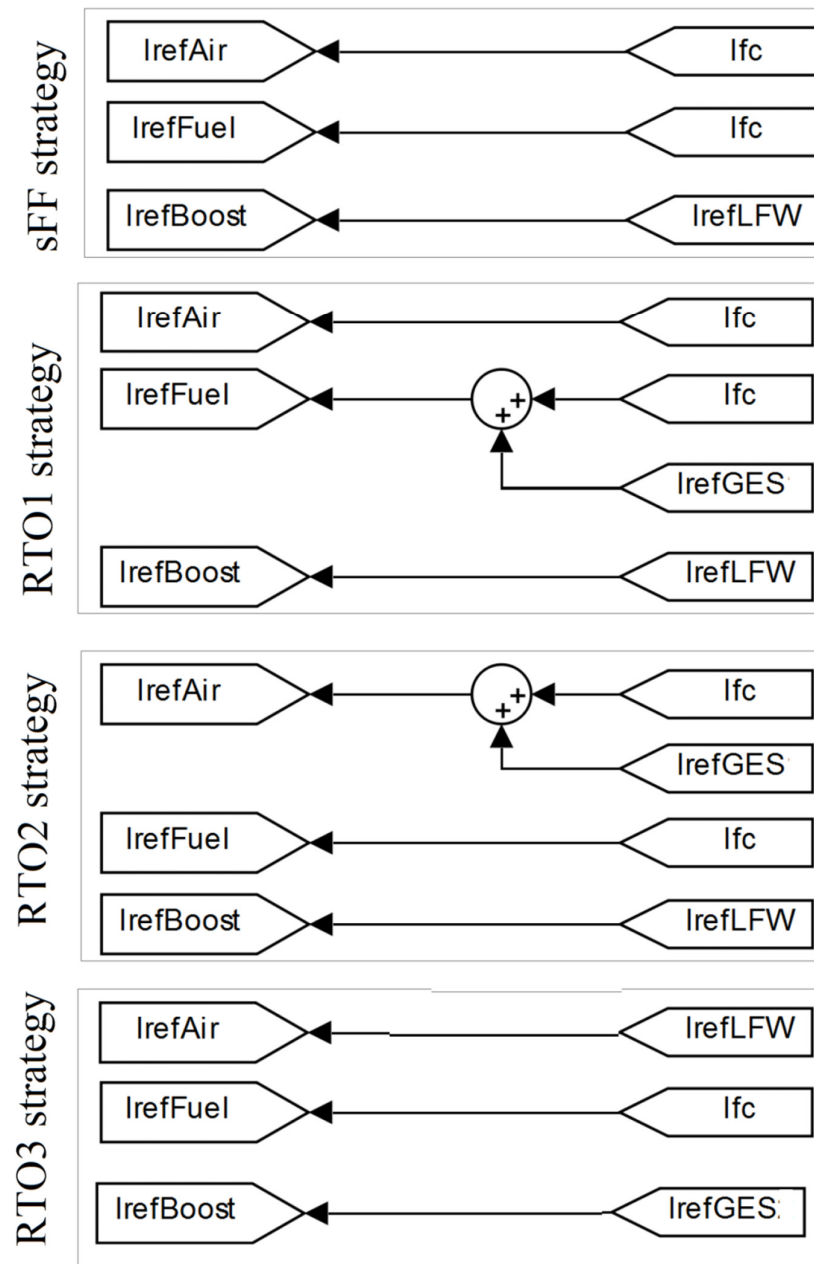 sFF strategy
IrefAir Ifc
IrefFuel Ifc
IrefBoost IrefLFW
RTO1 strategy
IrefAir Ifc
IrefFuel + + Ifc
IrefGES
IrefBoost IrefLFW
RTO2 strategy
IrefAir + + Ifc
IrefGES
IrefFuel Ifc
IrefBoost IrefLFW
RTO3 strategy
IrefAir IrefLFW
IrefFuel Ifc
IrefBoost IrefGES